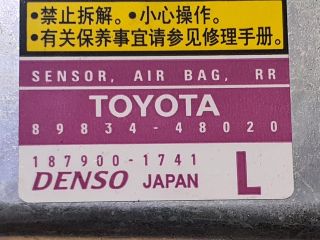 •禁止拆解。•小心操作。
•有关保养事宜请参见修理手册.
SENSOR, AIR BAG, RR
TOYOTA
89834-48020
187900-1741
DENSO JAPAN L